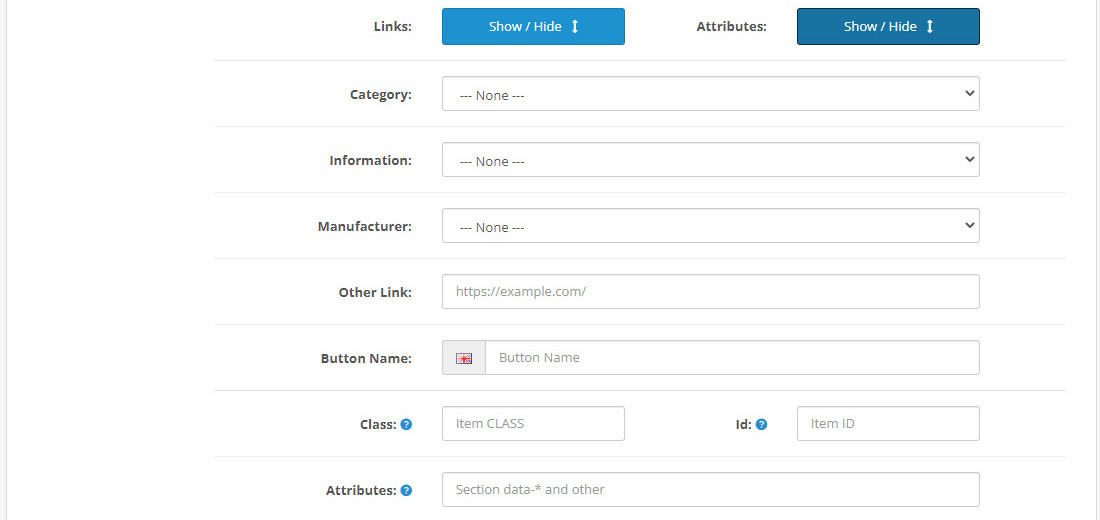 Links: Show / Hide Attributes: Show / Hide
Category: --- None ---
Information: --- None ---
Manufacturer: --- None ---
Other Link: https://example.com/
Button Name: Button Name
Class: Item CLASS Id: Item ID
Attributes: Section data-* and other